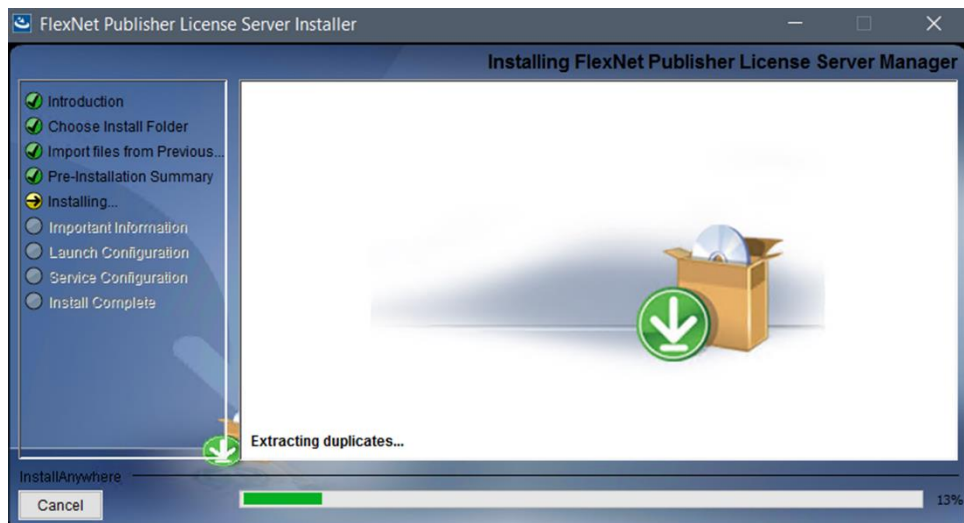 FlexNet Publisher License Server Installer
Installing FlexNet Publisher License Server Manager
Introduction
Choose Install Folder
Import files from Previous...
Pre-Installation Summary
Installing...
Important Information
Launch Configuration
Service Configuration
Install Complete
Extracting duplicates...
InstallAnywhere
Cancel
13%